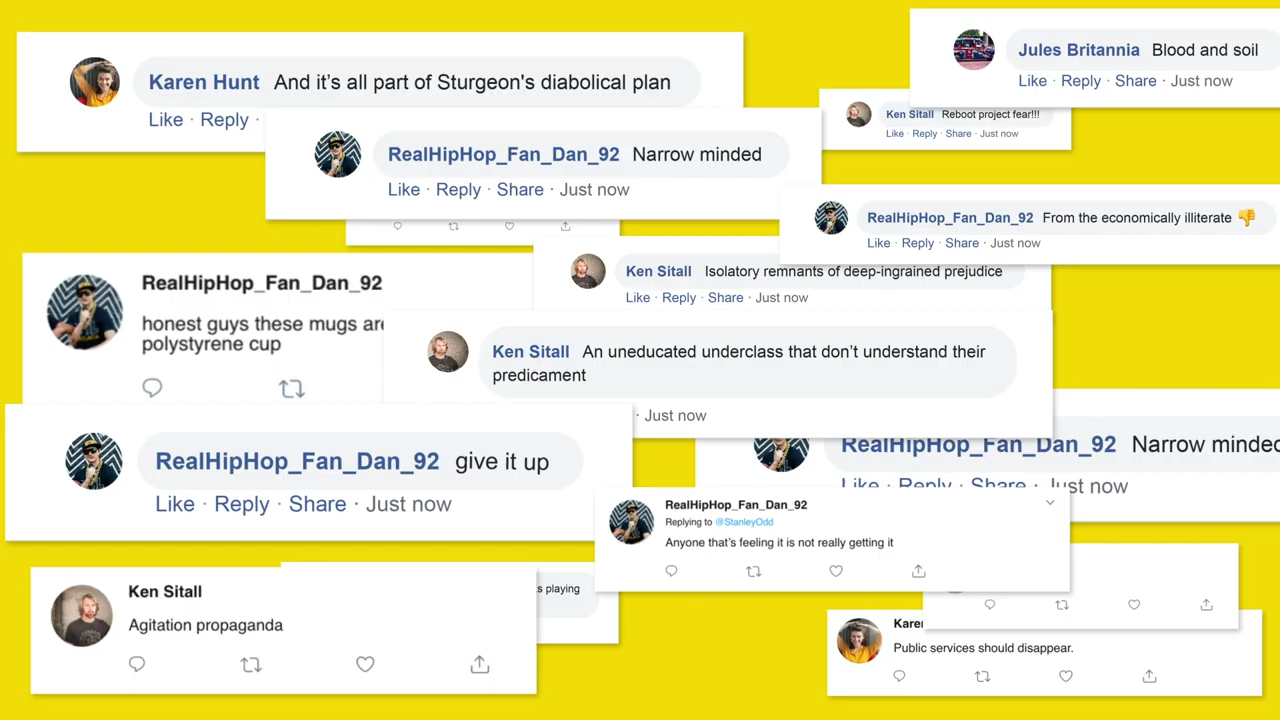 Karen Hunt And it’s all part of Sturgeon's diabolical plan
Like · Reply ·
Jules Britannia Blood and soil
Like · Reply · Share · Just now
Ken Sitall Reboot project fear!!!
Like · Reply · Share · Just now
RealHipHop_Fan_Dan_92 Narrow minded
Like · Reply · Share · Just now
RealHipHop_Fan_Dan_92 From the economically illiterate 👎
Like · Reply · Share · Just now
Ken Sitall Isolatory remnants of deep-ingrained prejudice
Like · Reply · Share · Just now
RealHipHop_Fan_Dan_92
honest guys these mugs are
polystyrene cup
Ken Sitall An uneducated underclass that don’t understand their
predicament
· Just now
RealHipHop_Fan_Dan_92 Narrow minded
Like · Reply · Share · Just now
RealHipHop_Fan_Dan_92 give it up
Like · Reply · Share · Just now
RealHipHop_Fan_Dan_92
Replying to @StanleyOdd
Anyone that’s feeling it is not really getting it
Ken Sitall
Agitation propaganda
playing
Karen
Public services should disappear.